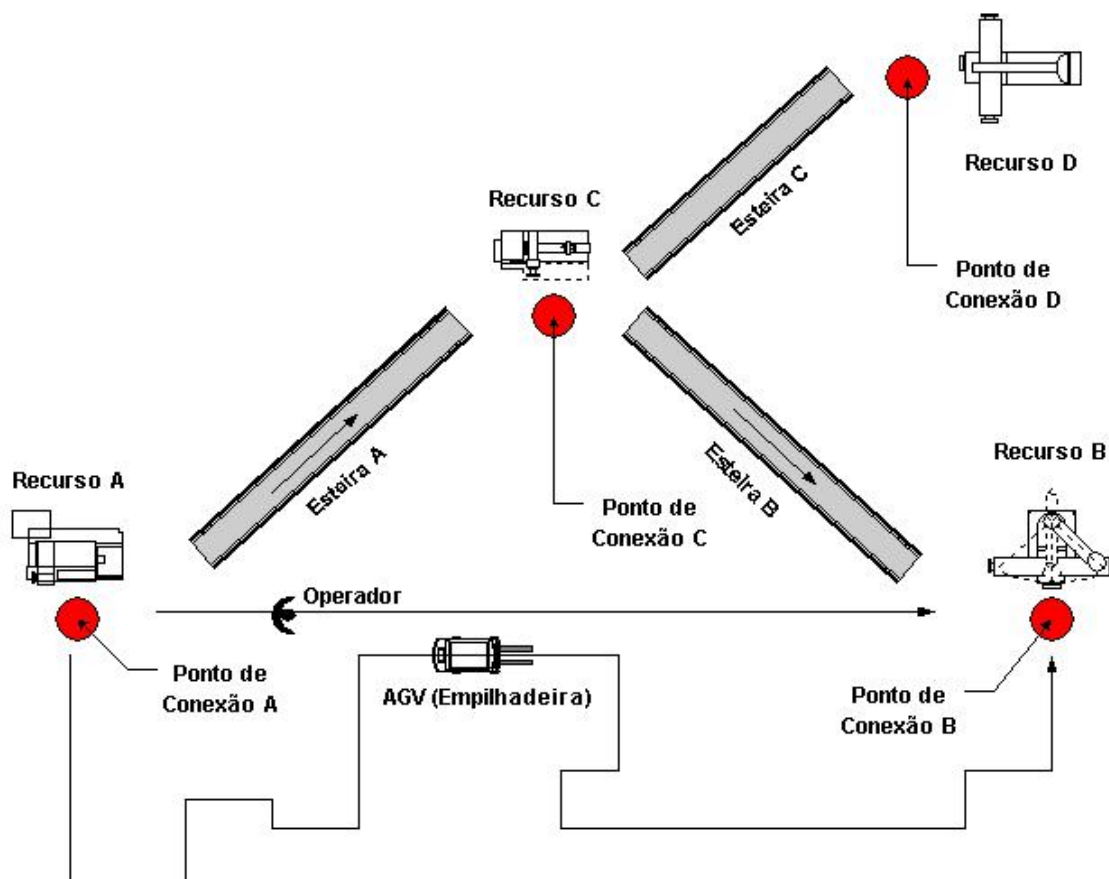 Recurso D
Recurso C
Esteira C
Ponto de
Conexão D
Recurso B
Recurso A
Esteira A
Esteira B
Ponto de
Conexão C
Operador
Ponto de
Conexão A
AGV (Empilhadeira)
Ponto de
Conexão B